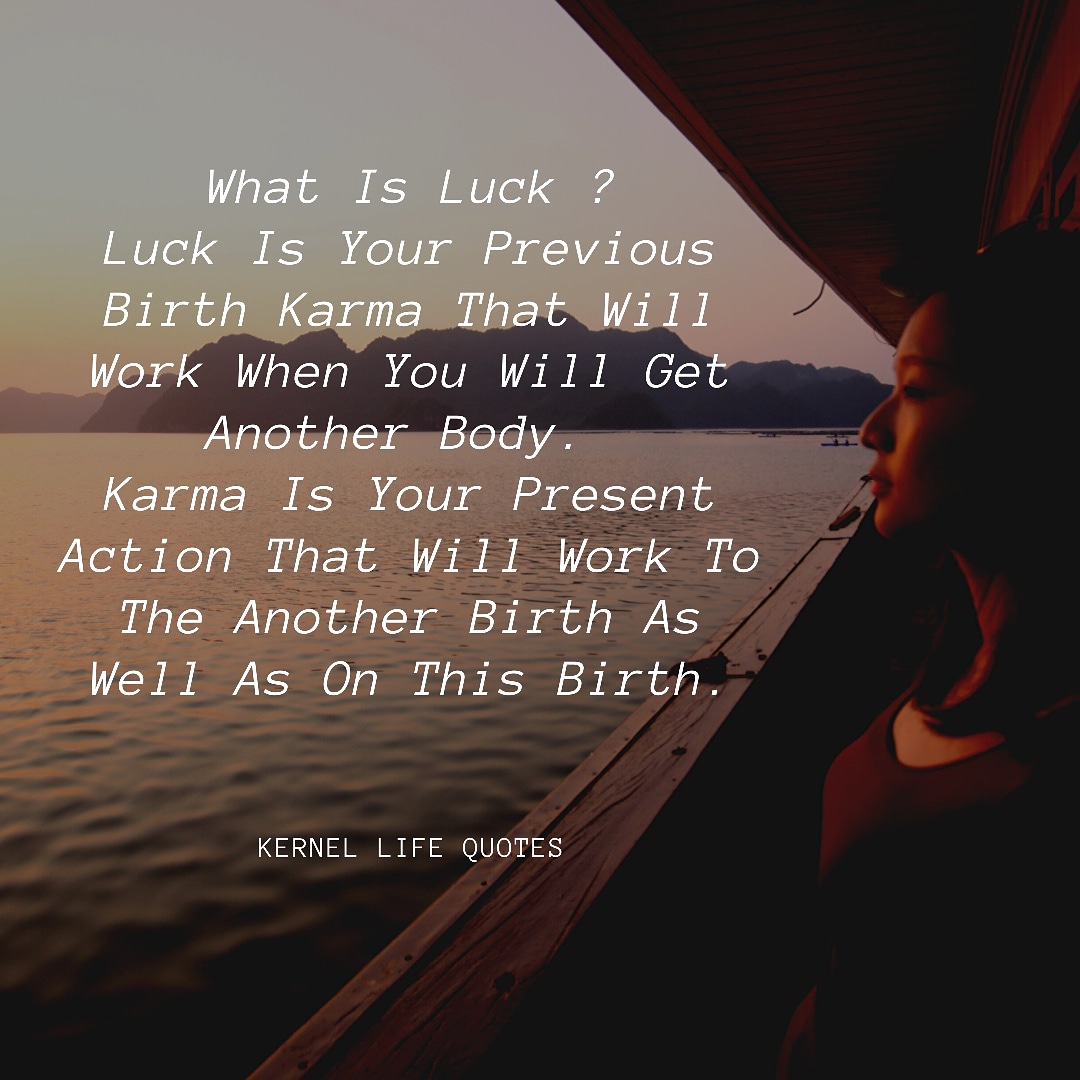 What Is Luck ?
Luck Is Your Previous
Birth Karma That Will
Work When You Will Get
Another Body.
Karma Is Your Present
Action That Will Work To
The Another Birth As
Well As On This Birth.
KERNEL LIFE QUOTES